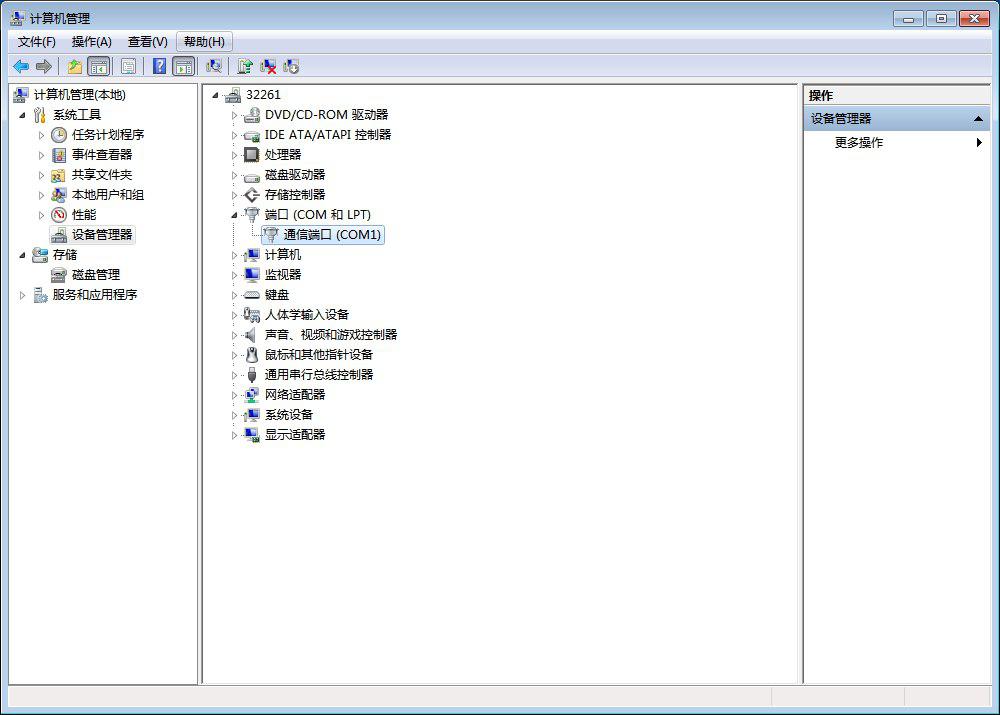 计算机管理
文件(F) 操作(A) 查看(V) 帮助(H)
计算机管理(本地)
系统工具
任务计划程序
事件查看器
共享文件夹
本地用户和组
性能
设备管理器
存储
磁盘管理
服务和应用程序
32261
DVD/CD-ROM 驱动器
IDE ATA/ATAPI 控制器
处理器
磁盘驱动器
存储控制器
端口 (COM 和 LPT)
通信端口 (COM1)
计算机
监视器
键盘
人体学输入设备
声音、视频和游戏控制器
鼠标和其他指针设备
通用串行总线控制器
网络适配器
系统设备
显示适配器
操作
设备管理器
更多操作